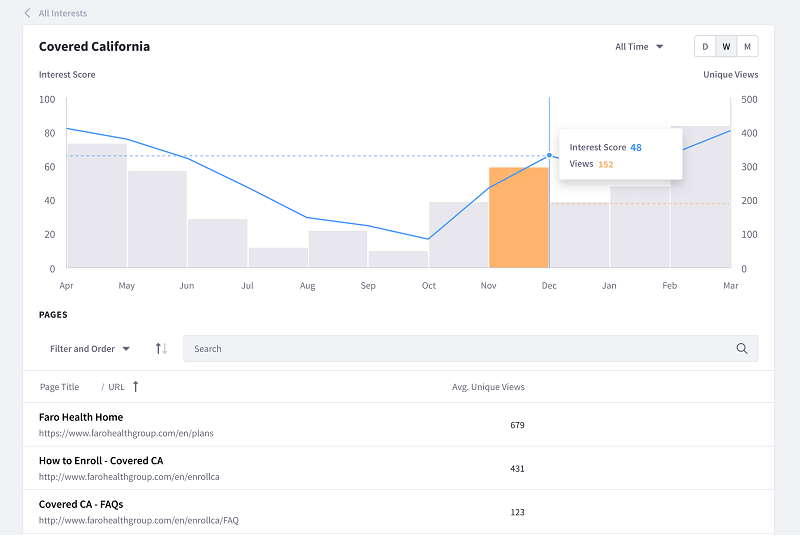 All Interests
Covered California
All Time
D W M
Interest Score
Unique Views
100
500
80
400
60
300
40
200
20
100
0
0
Interest Score 48
Views 152
Apr May Jun Jul Aug Sep Oct Nov Dec Jan Feb Mar
PAGES
Filter and Order
Search
Page Title / URL
Avg. Unique Views
Faro Health Home
https://www.farohealthgroup.com/en/plans
679
How to Enroll - Covered CA
http://www.farohealthgroup.com/en/enrollca
431
Covered CA - FAQs
http://www.farohealthgroup.com/en/enrollca/FAQ
123